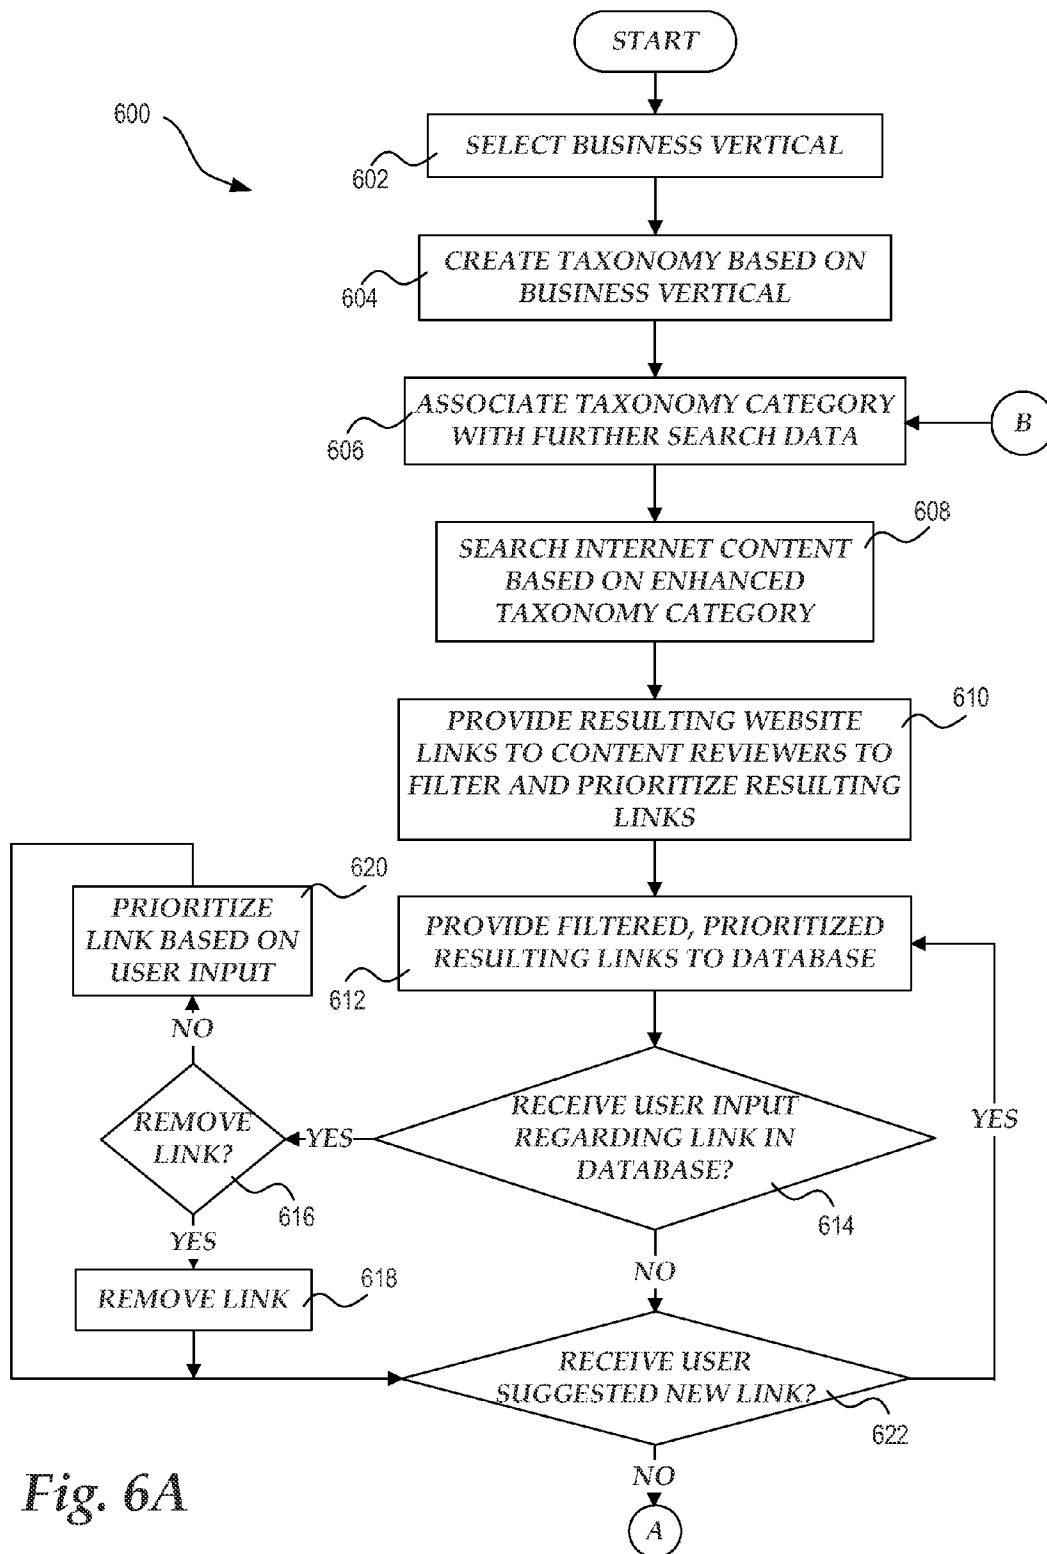 START
600
SELECT BUSINESS VERTICAL
602
CREATE TAXONOMY BASED ON
BUSINESS VERTICAL
604
ASSOCIATE TAXONOMY CATEGORY
WITH FURTHER SEARCH DATA
606
B
608
SEARCH INTERNET CONTENT
BASED ON ENHANCED
TAXONOMY CATEGORY
610
PROVIDE RESULTING WEBSITE
LINKS TO CONTENT REVIEWERS TO
FILTER AND PRIORITIZE RESULTING
LINKS
620
PRIORITIZE
LINK BASED ON
USER INPUT
PROVIDE FILTERED, PRIORITIZED
RESULTING LINKS TO DATABASE
612
NO
REMOVE
LINK?
616
YES
RECEIVE USER INPUT
REGARDING LINK IN
DATABASE?
614
YES
YES
NO
REMOVE LINK
618
RECEIVE USER
SUGGESTED NEW LINK?
622
NO
A
Fig. 6A